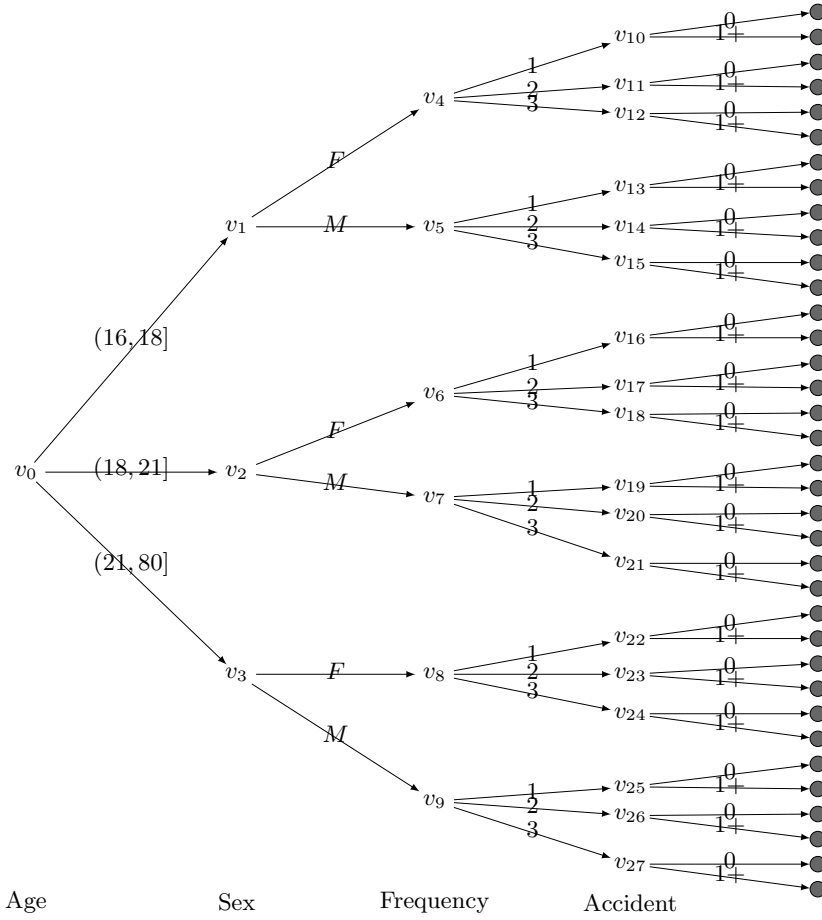 v0
(16, 18]
(18, 21]
(21, 80]
v1
v2
v3
F
M
F
M
F
M
v4
v5
v6
v7
v8
v9
1
2
3
1
2
3
1
2
3
1
2
3
1
2
3
1
2
3
v10
v11
v12
v13
v14
v15
v16
v17
v18
v19
v20
v21
v22
v23
v24
v25
v26
v27
0
1+
0
1+
0
1+
0
1+
0
1+
0
1+
0
1+
0
1+
0
1+
0
1+
0
1+
0
1+
0
1+
0
1+
0
1+
0
1+
0
1+
0
1+
Age Sex Frequency Accident